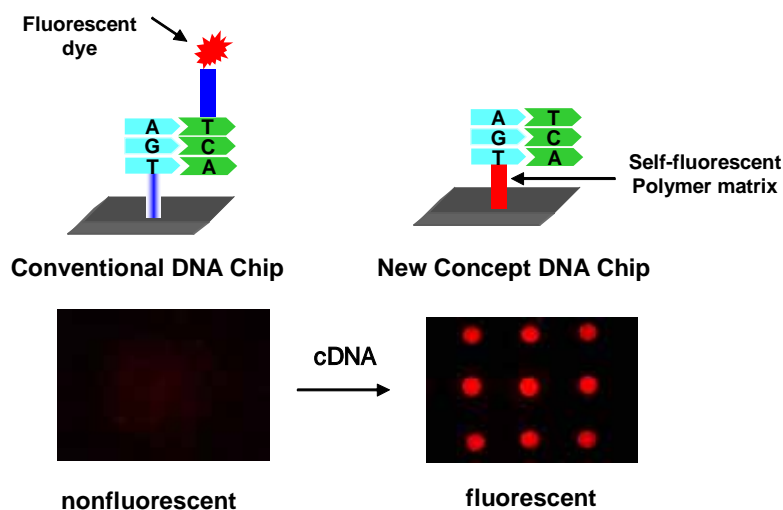 Fluorescent
dye
A T
G C
T A
A T
G C
T A
Self-fluorescent
Polymer matrix
Conventional DNA Chip
New Concept DNA Chip
cDNA
nonfluorescent
fluorescent